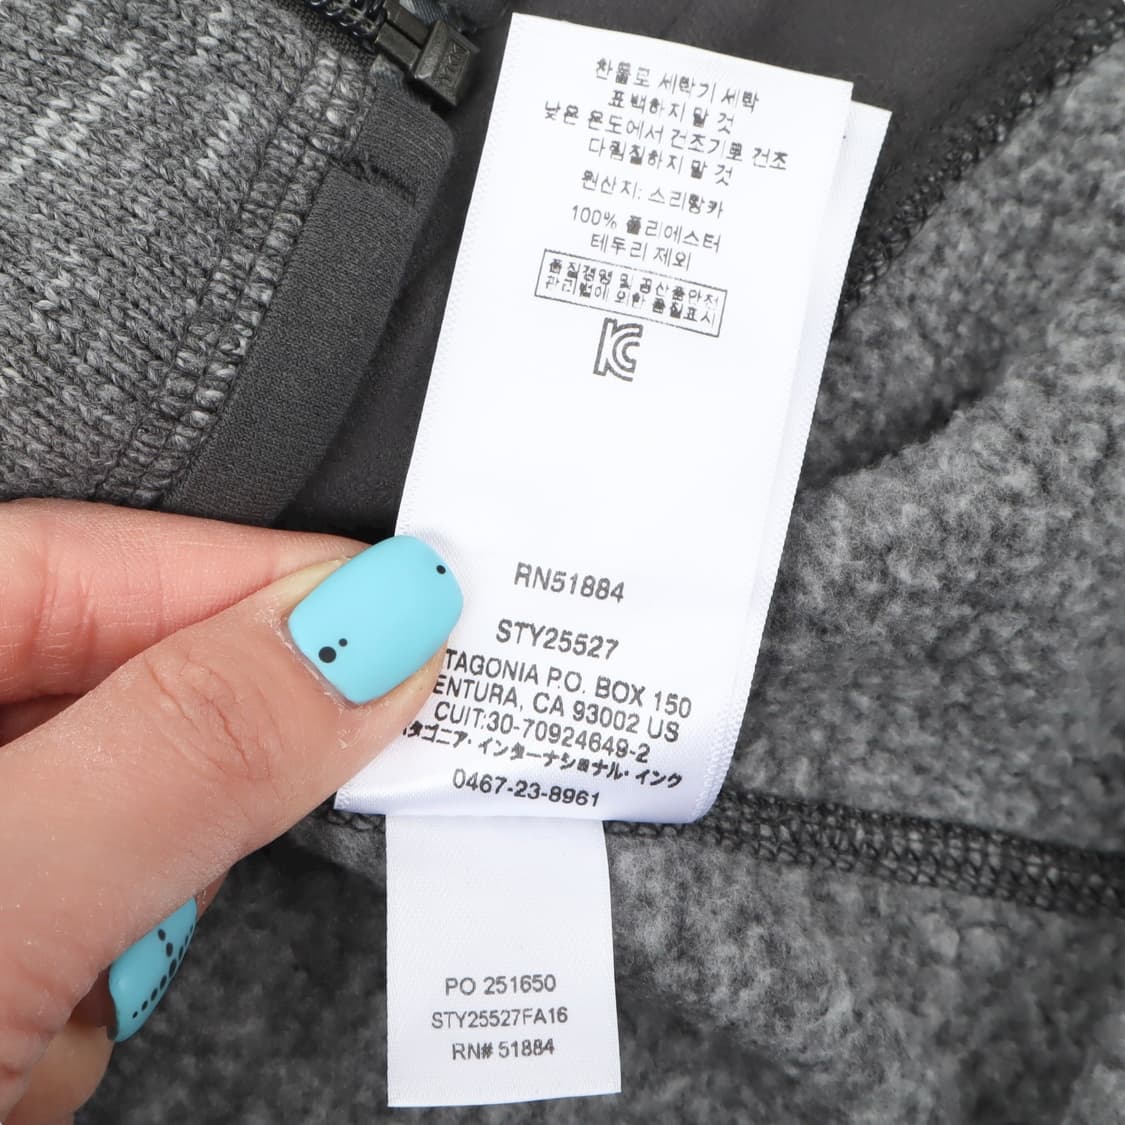 찬물로 세탁기 세탁
표백하지 말 것
낮은 온도에서 건조기로 건조
다림질하지 말 것
원산지: 스리랑카
100% 폴리에스터
테두리 제외
품질경영 및 공산품안전
관리법에 의한 품질표시
KC
RN51884
STY25527
TAGONIA P.O. BOX 150
ENTURA, CA 93002 US
CUIT:30-70924649-2
タゴニア・インターナショナル・インク
0467-23-8961
PO 251650
STY25527FA16
RN# 51884